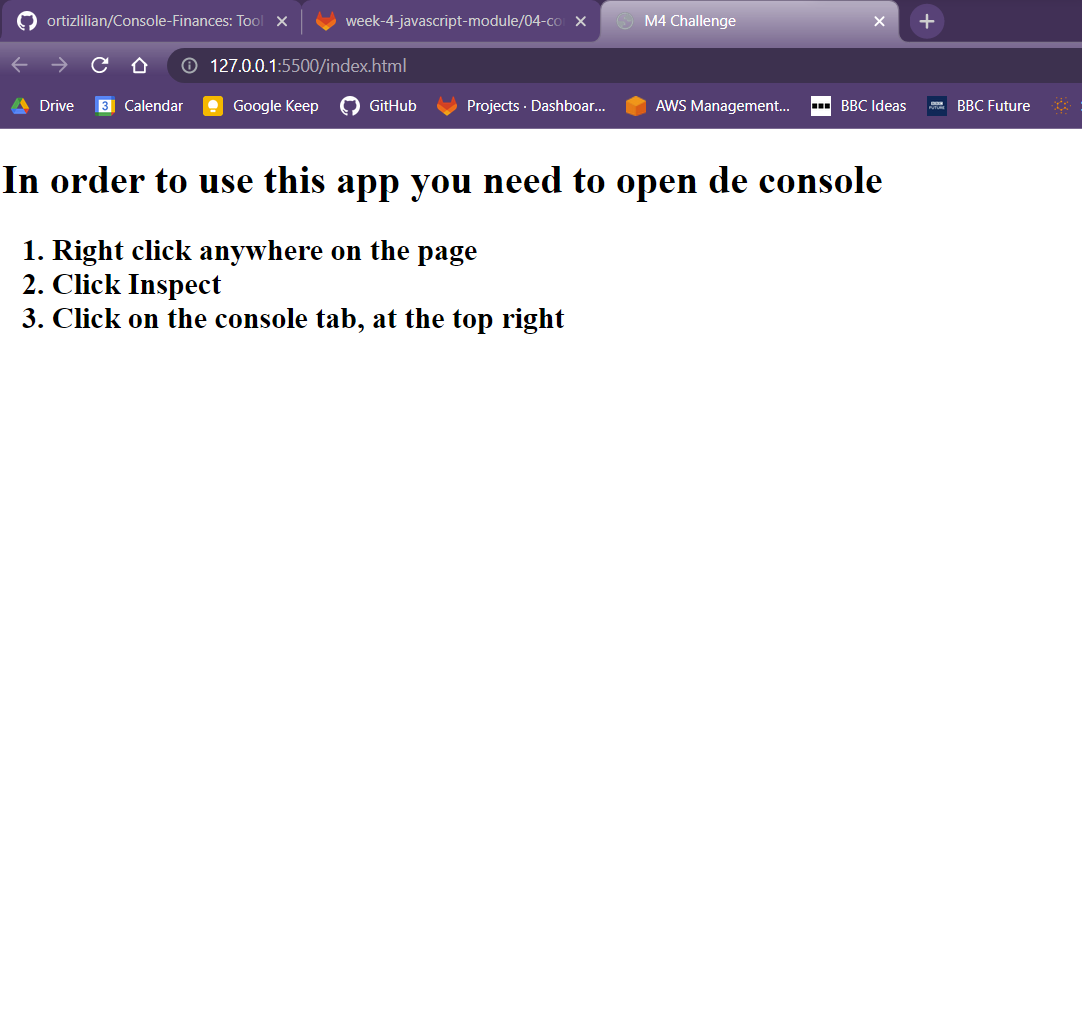 ortizlilian/Console-Finances: Tool
week-4-javascript-module/04-co
M4 Challenge
127.0.0.1:5500/index.html
Drive
3
Calendar
Google Keep
GitHub
Projects · Dashboar...
AWS Management...
BBC Ideas
BBC Future
In order to use this app you need to open de console
1. Right click anywhere on the page
2. Click Inspect
3. Click on the console tab, at the top right